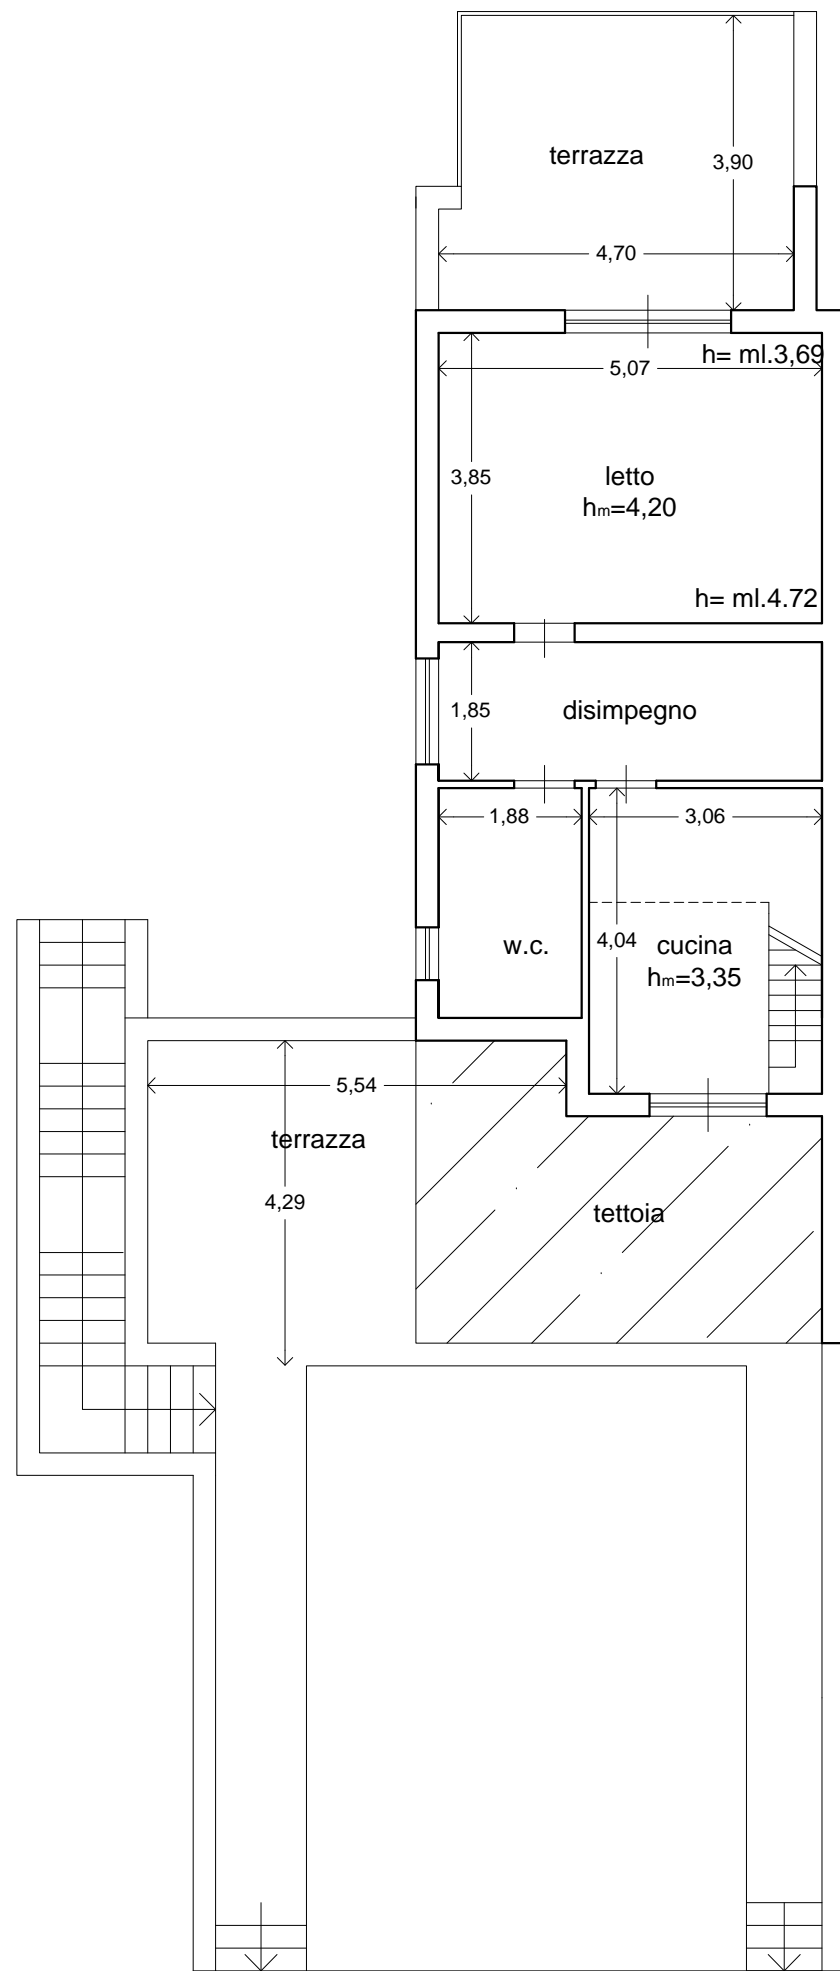 terrazza
3,90
4,70
h= ml.3,69
5,07
3,85
letto
hm=4,20
h= ml.4.72
1,85
disimpegno
1,88
3,06
4,04
w.c.
cucina
hm=3,35
5,54
terrazza
4,29
tettoia